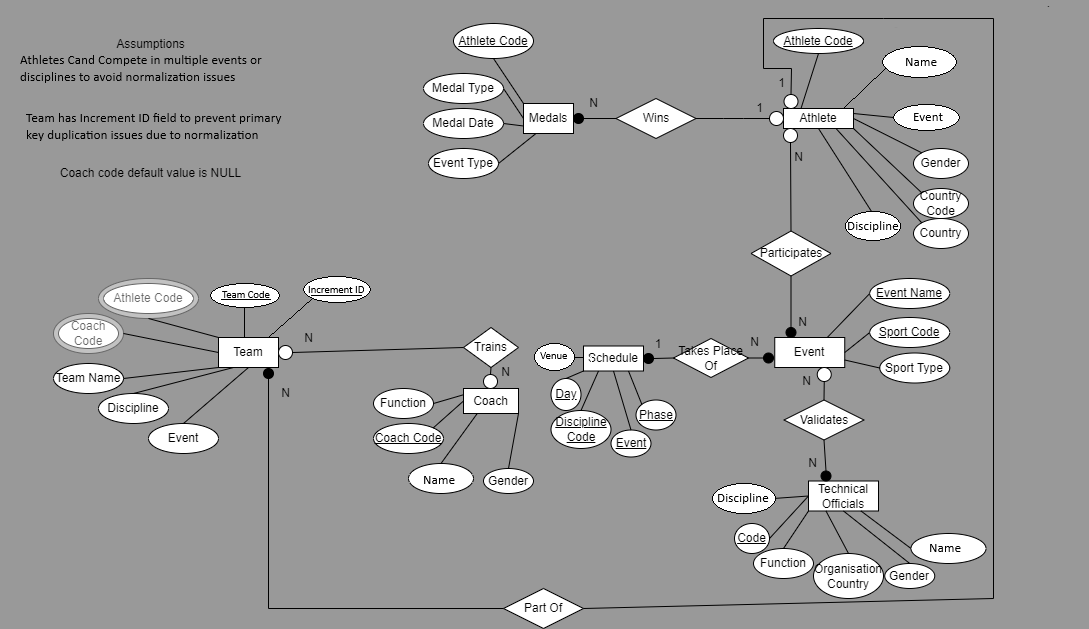 Assumptions
Athletes Cand Compete in multiple events or
disciplines to avoid normalization issues
Team has Increment ID field to prevent primary
key duplication issues due to normalization
Coach code default value is NULL
Athlete Code
Medal Type
Medal Date
Event Type
Medals
N
Wins
1
1
Athlete Code
Name
Athlete
Event
Gender
Country
Code
Country
Discipline
N
Participates
N
Athlete Code
Team Code
Increment ID
Coach
Code
Team
N
Team Name
Discipline
Event
N
Trains
N
Coach
Function
Coach Code
Name
Gender
Venue
Schedule
1
Takes Place
Of
N
Day
Discipline
Code
Event
Phase
Event
Event Name
Sport Code
Sport Type
N
Validates
N
Technical
Officials
Discipline
Code
Function
Organisation
Country
Gender
Name
Part Of